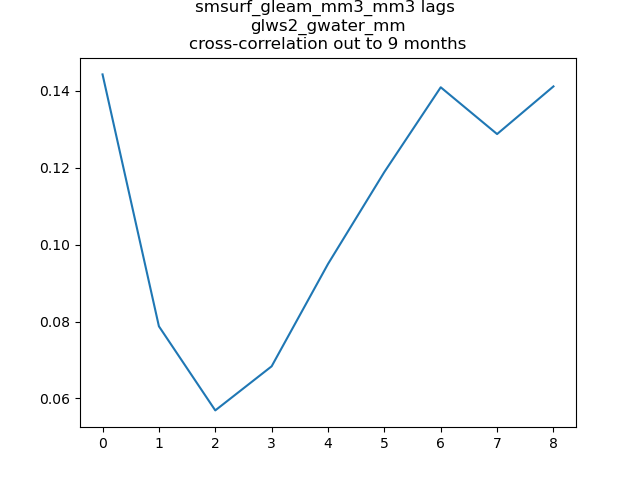 smsurf_gleam_mm3_mm3 lags
glws2_gwater_mm
cross-correlation out to 9 months
0.14
0.12
0.10
0.08
0.06
0 1 2 3 4 5 6 7 8